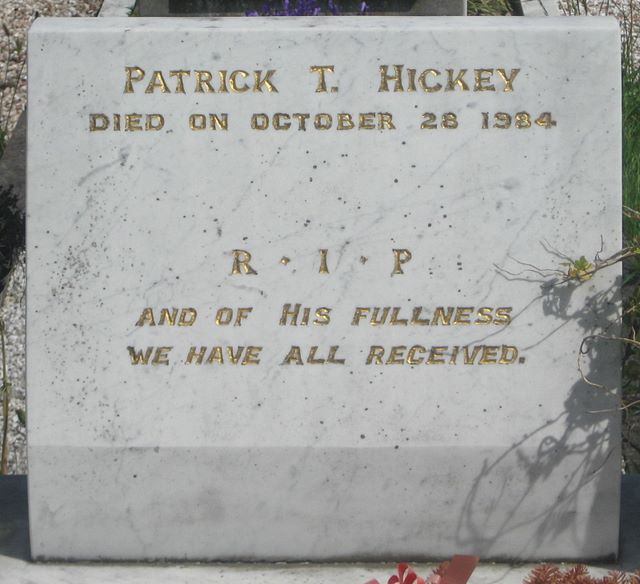 PATRICK T. HICKEY
DIED ON OCTOBER 28 1984
R · I · P
AND OF HIS FULLNESS
WE HAVE ALL RECEIVED.